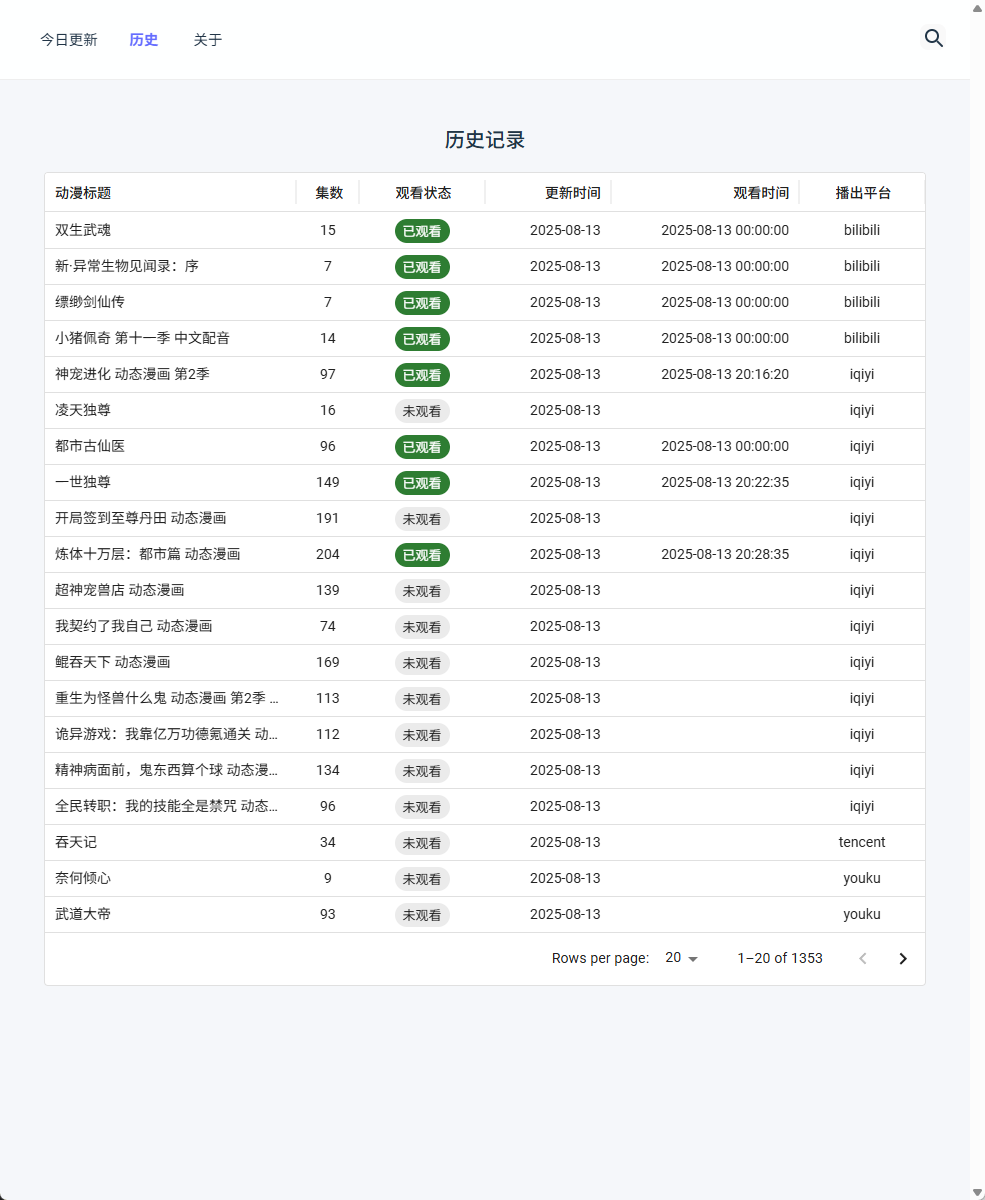 今日更新 历史 关于
历史记录
动漫标题 集数 观看状态 更新时间 观看时间 播出平台
双生武魂 15 已观看 2025-08-13 2025-08-13 00:00:00 bilibili
新·异常生物见闻录：序 7 已观看 2025-08-13 2025-08-13 00:00:00 bilibili
缥缈剑仙传 7 已观看 2025-08-13 2025-08-13 00:00:00 bilibili
小猪佩奇 第十一季 中文配音 14 已观看 2025-08-13 2025-08-13 00:00:00 bilibili
神宠进化 动态漫画 第2季 97 已观看 2025-08-13 2025-08-13 20:16:20 iqiyi
凌天独尊 16 未观看 2025-08-13 iqiyi
都市古仙医 96 已观看 2025-08-13 2025-08-13 00:00:00 iqiyi
一世独尊 149 已观看 2025-08-13 2025-08-13 20:22:35 iqiyi
开局签到至尊丹田 动态漫画 191 未观看 2025-08-13 iqiyi
炼体十万层：都市篇 动态漫画 204 已观看 2025-08-13 2025-08-13 20:28:35 iqiyi
超神宠兽店 动态漫画 139 未观看 2025-08-13 iqiyi
我契约了我自己 动态漫画 74 未观看 2025-08-13 iqiyi
鲲吞天下 动态漫画 169 未观看 2025-08-13 iqiyi
重生为怪兽什么鬼 动态漫画 第2季 ... 113 未观看 2025-08-13 iqiyi
诡异游戏：我靠亿万功德氪通关 动... 112 未观看 2025-08-13 iqiyi
精神病面前，鬼东西算个球 动态漫... 134 未观看 2025-08-13 iqiyi
全民转职：我的技能全是禁咒 动态... 96 未观看 2025-08-13 iqiyi
吞天记 34 未观看 2025-08-13 tencent
奈何倾心 9 未观看 2025-08-13 youku
武道大帝 93 未观看 2025-08-13 youku
Rows per page: 20 1–20 of 1353